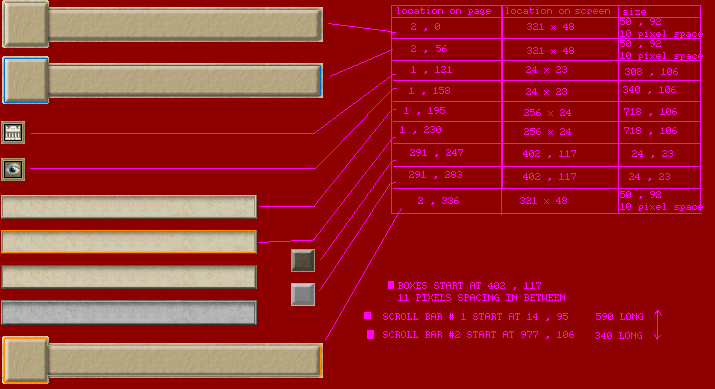 location on page location on screen size
2 , 0 321 × 48 50 , 92
10 pixel space
2 , 56 321 × 48 50 , 92
10 pixel space
1 , 121 24 × 23 308 , 106
1 , 158 24 × 23 340 , 106
1 , 195 256 × 24 718 , 106
1 , 230 256 × 24 718 , 106
291 , 247 402 , 117 24 , 23
291 , 283 402 , 117 24 , 23
2 , 336 321 × 48 50 , 92
10 pixel space
BOXES START AT 402 , 117
11 PIXELS SPACING IN BETWEEN
SCROLL BAR # 1 START AT 14 , 95 590 LONG
SCROLL BAR #2 START AT 977 , 106 340 LONG